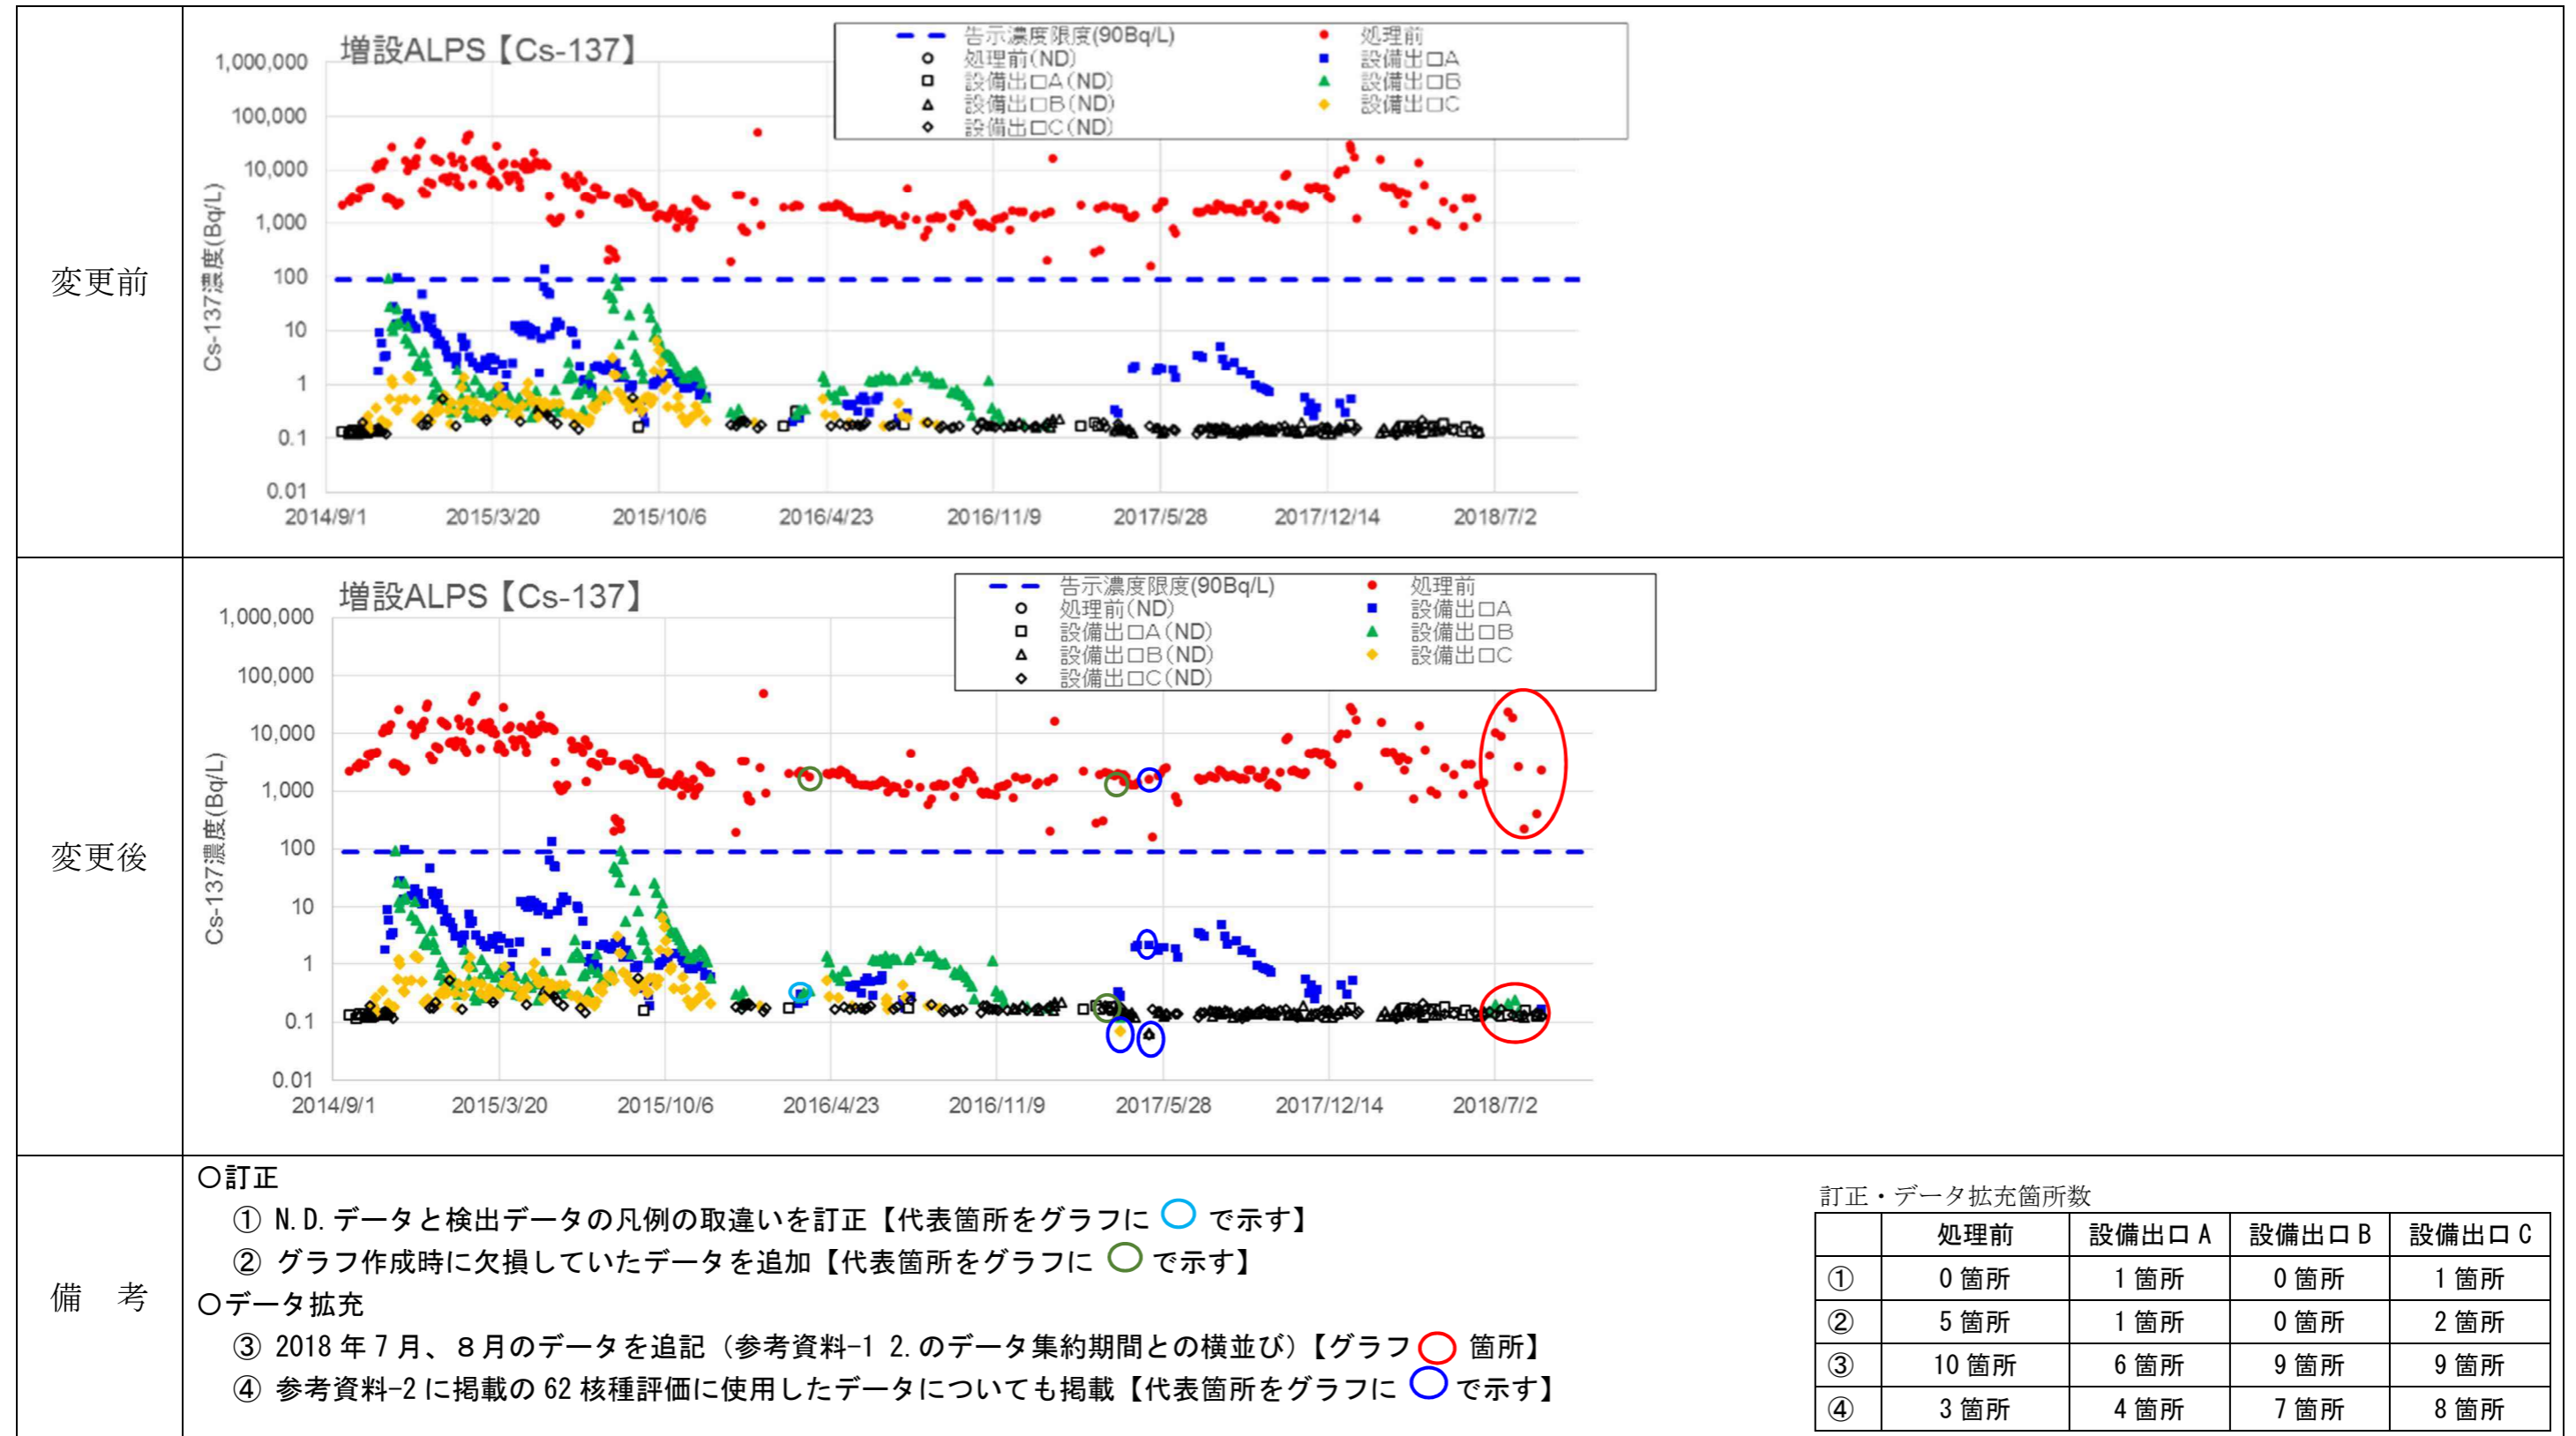 変更前
増設ALPS【Cs-137】
告示濃度限度(90Bq/L)
処理前
処理前(ND)
設備出口A
設備出口A(ND)
設備出口B
設備出口B(ND)
設備出口C
設備出口C(ND)
Cs-137濃度(Bq/L)
1,000,000
100,000
10,000
1,000
100
10
1
0.1
0.01
2014/9/1 2015/3/20 2015/10/6 2016/4/23 2016/11/9 2017/5/28 2017/12/14 2018/7/2
変更後
増設ALPS【Cs-137】
告示濃度限度(90Bq/L)
処理前
処理前(ND)
設備出口A
設備出口A(ND)
設備出口B
設備出口B(ND)
設備出口C
設備出口C(ND)
Cs-137濃度(Bq/L)
1,000,000
100,000
10,000
1,000
100
10
1
0.1
0.01
2014/9/1 2015/3/20 2015/10/6 2016/4/23 2016/11/9 2017/5/28 2017/12/14 2018/7/2
備 考
○訂正
① N.D.データと検出データの凡例の取違いを訂正【代表箇所をグラフに○で示す】
② グラフ作成時に欠損していたデータを追加【代表箇所をグラフに○で示す】
○データ拡充
③ 2018年7月、8月のデータを追記(参考資料-1 2.のデータ集約期間との横並び)【グラフ○箇所】
④ 参考資料-2に掲載の62核種評価に使用したデータについても掲載【代表箇所をグラフに○で示す】
訂正・データ拡充箇所数
処理前 設備出口A 設備出口B 設備出口C
① 0箇所 1箇所 0箇所 1箇所
② 5箇所 1箇所 0箇所 2箇所
③ 10箇所 6箇所 9箇所 9箇所
④ 3箇所 4箇所 7箇所 8箇所